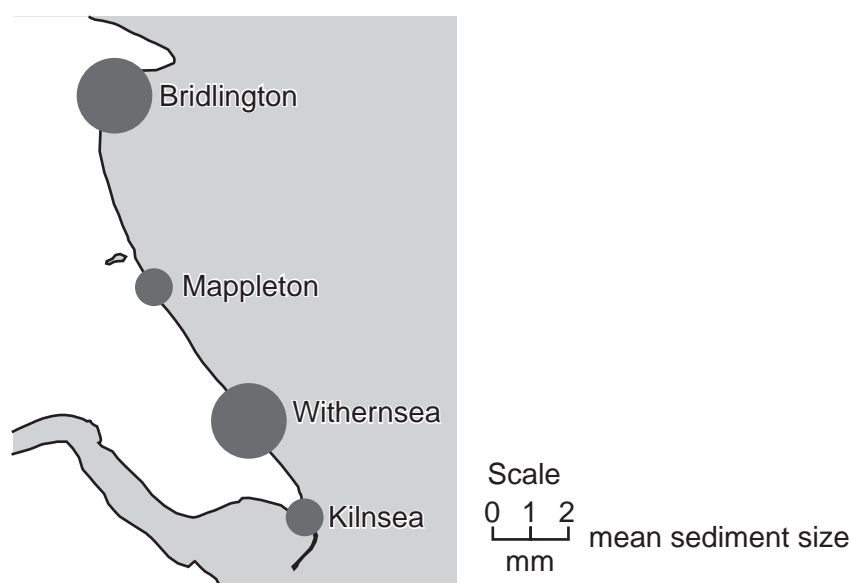 Bridlington
Mappleton
Withernsea
Kilnsea
Scale
0 1 2
mm
mean sediment size